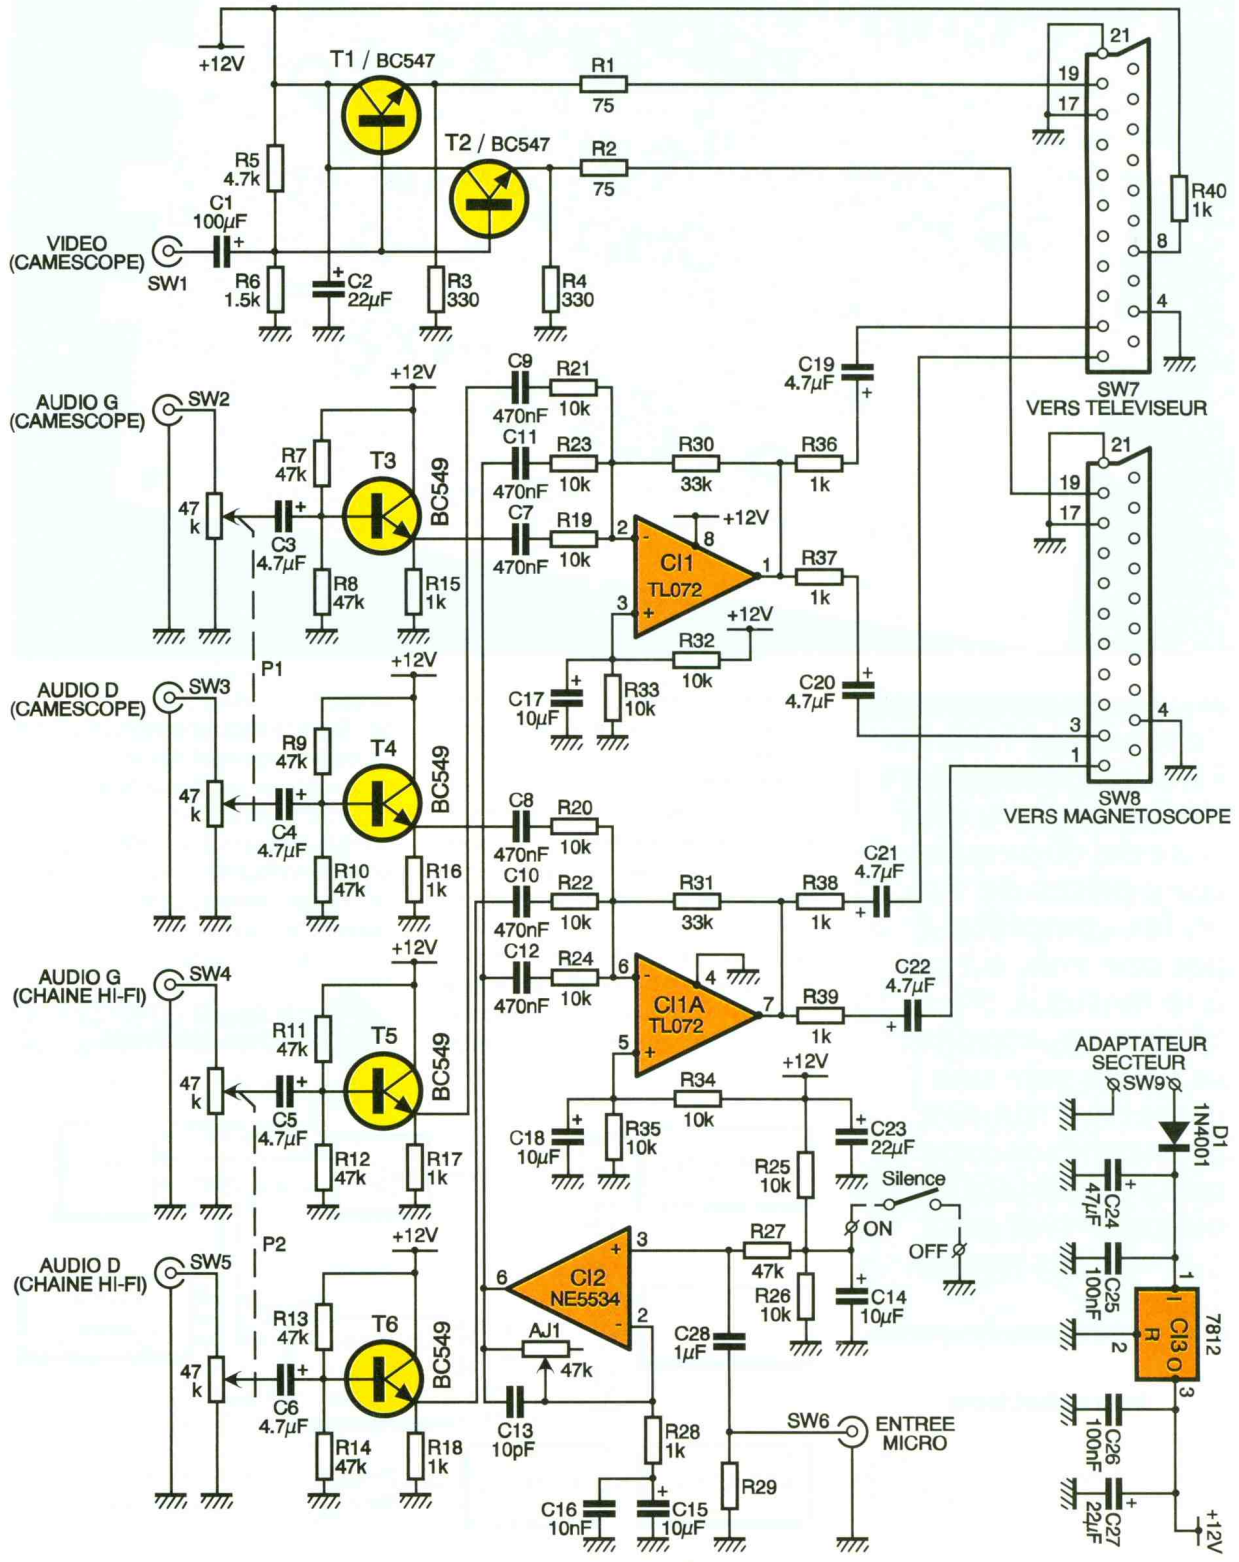 +12V
T1 / BC547
R1
75
T2 / BC547
R2
75
21
19
17
R5
4.7k
C1
100µF
+
VIDEO
(CAMESCOPE)
SW1
R6
1.5k
+
C2
22µF
R3
330
R4
330
R40
1k
8
4
SW7
VERS TELEVISEUR
C19
4.7µF
+
AUDIO G
(CAMESCOPE)
SW2
47
k
+
C3
4.7µF
R7
47k
R8
47k
+12V
T3
BC549
R15
1k
P1
C9
470nF
R21
10k
C11
470nF
R23
10k
C7
470nF
R19
10k
R30
33k
R36
1k
2
-
3
+
CI1
TL072
8
+12V
1
R37
1k
+12V
R32
10k
+
C17
10µF
R33
10k
+
C20
4.7µF
21
19
17
4
3
1
SW8
VERS MAGNETOSCOPE
AUDIO D
(CAMESCOPE)
SW3
47
k
+
C4
4.7µF
R9
47k
R10
47k
+12V
T4
BC549
R16
1k
C8
470nF
R20
10k
C10
470nF
R22
10k
C12
470nF
R24
10k
R31
33k
R38
1k
C21
4.7µF
+
6
-
5
+
CI1A
TL072
4
7
R39
1k
C22
4.7µF
+
AUDIO G
(CHAINE HI-FI)
SW4
47
k
+
C5
4.7µF
R11
47k
R12
47k
+12V
T5
BC549
R17
1k
P2
+
C18
10µF
R35
10k
R34
10k
+12V
+
C23
22µF
R25
10k
Silence
ON
OFF
R27
47k
R26
10k
+
C14
10µF
AUDIO D
(CHAINE HI-FI)
SW5
47
k
+
C6
4.7µF
R13
47k
R14
47k
+12V
T6
BC549
R18
1k
6
CI2
NE5534
+
3
-
2
AJ1
47k
C13
10pF
C28
1µF
R28
1k
C16
10nF
+
C15
10µF
R29
SW6
ENTREE
MICRO
ADAPTATEUR
SECTEUR
SW9
D1
1N4001
C24
47µF
+
C25
100nF
1
I
CI3
R
O
7812
2
3
C26
100nF
C27
22µF
+
+12V